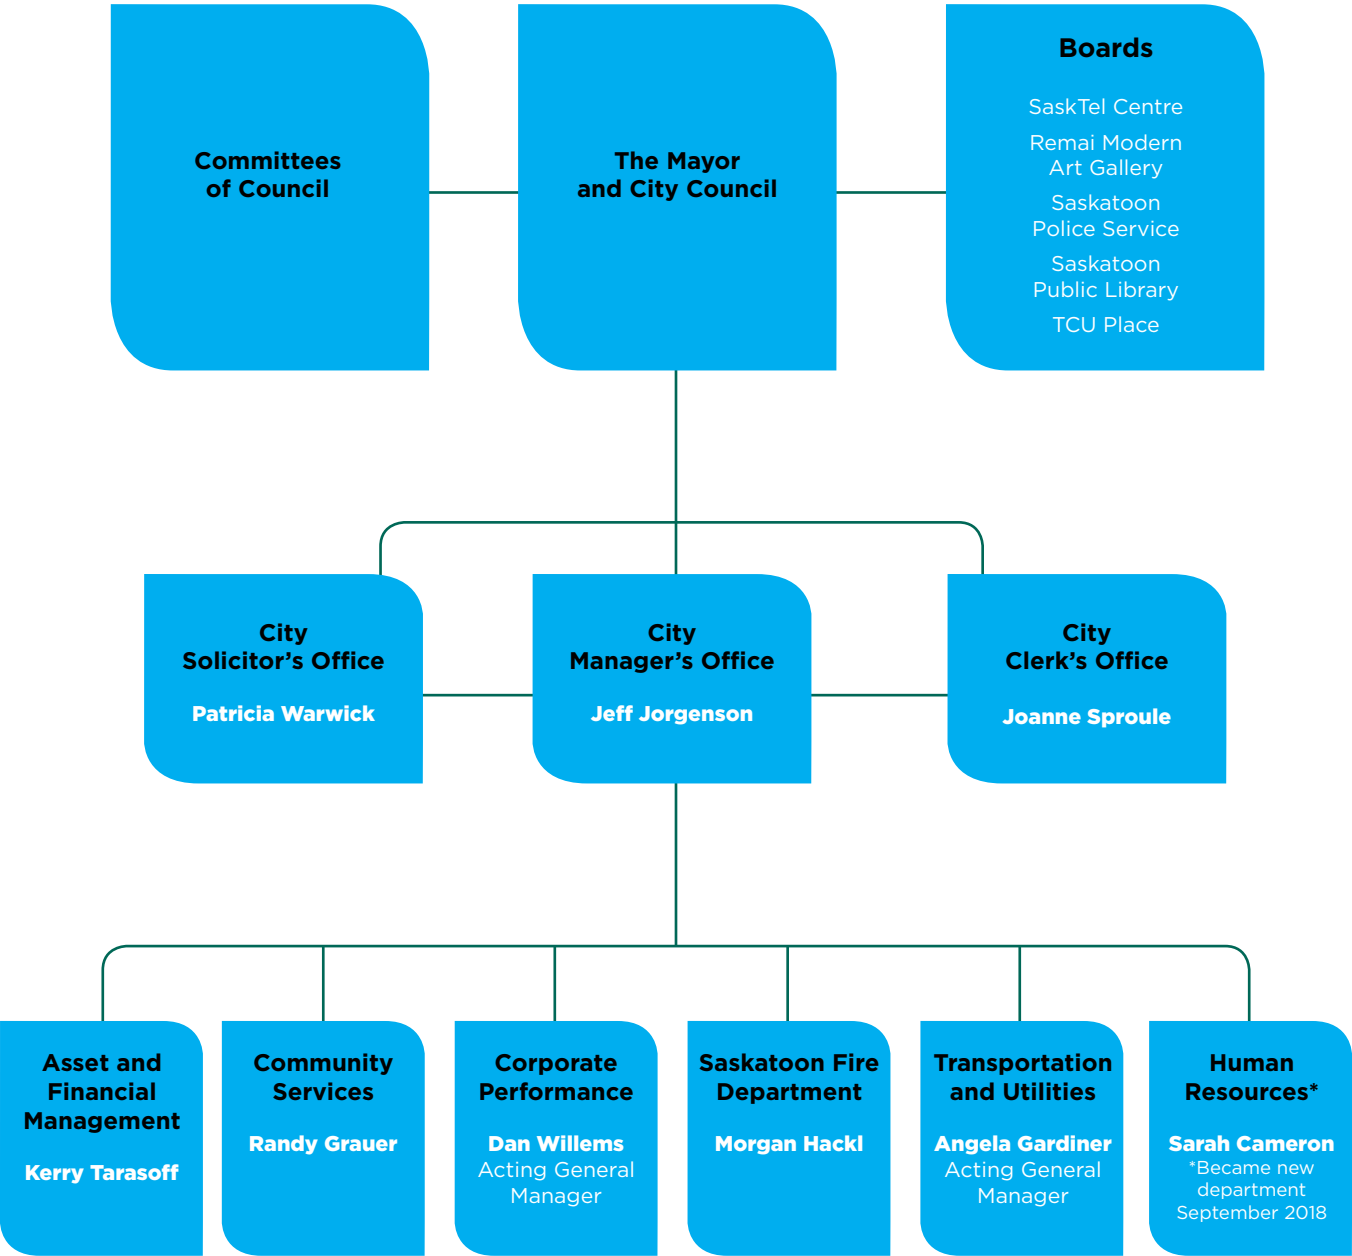 Committees
of Council
The Mayor
and City Council
Boards
SaskTel Centre
Remai Modern
Art Gallery
Saskatoon
Police Service
Saskatoon
Public Library
TCU Place
City
Solicitor’s Office
Patricia Warwick
City
Manager’s Office
Jeff Jorgenson
City
Clerk’s Office
Joanne Sproule
Asset and
Financial
Management
Kerry Tarasoff
Community
Services
Randy Grauer
Corporate
Performance
Dan Willems
Acting General
Manager
Saskatoon Fire
Department
Morgan Hackl
Transportation
and Utilities
Angela Gardiner
Acting General
Manager
Human
Resources*
Sarah Cameron
*Became new
department
September 2018